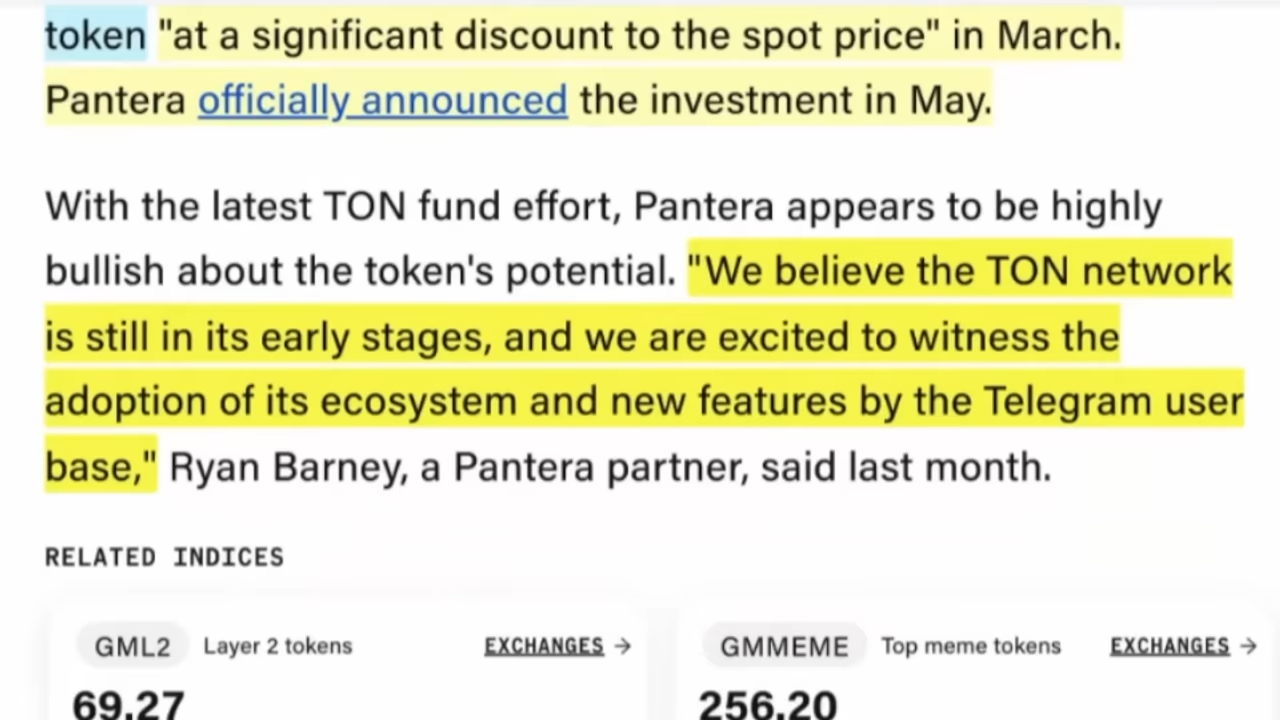 token "at a significant discount to the spot price" in March.
Pantera officially announced the investment in May.
With the latest TON fund effort, Pantera appears to be highly
bullish about the token's potential. "We believe the TON network
is still in its early stages, and we are excited to witness the
adoption of its ecosystem and new features by the Telegram user
base," Ryan Barney, a Pantera partner, said last month.
RELATED INDICES
GML2 Layer 2 tokens EXCHANGES → GMMEME Top meme tokens EXCHANGES →
69.27 256.20